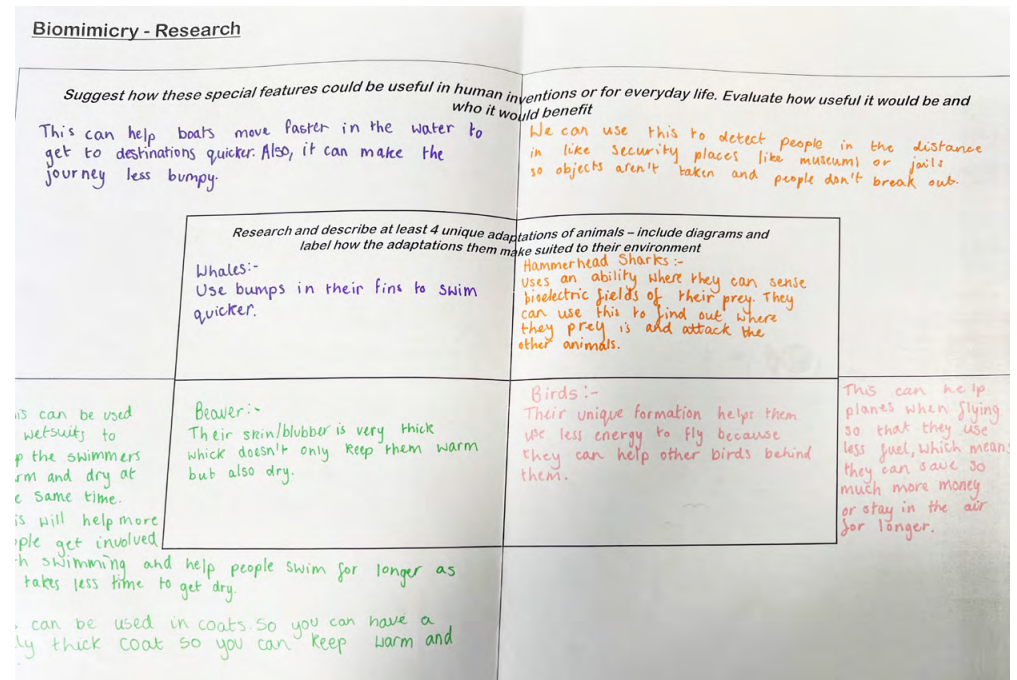 Biomimicry - Research
Suggest how these special features could be useful in human inventions or for everyday life. Evaluate how useful it would be and
who it would benefit
This can help boats move faster in the water to
get to destinations quicker. Also, it can make the
journey less bumpy.
We can use this to detect people in the distance
in like security places like museums or jails
so objects aren't taken and people don't break out.
Research and describe at least 4 unique adaptations of animals – include diagrams and
label how the adaptations them make suited to their environment
Whales:-
Use bumps in their fins to swim
quicker.
Hammerhead Sharks :-
Uses an ability where they can sense
bioelectric fields of their prey. They
can use this to find out where
they prey is and attack the
other animals.
Beaver:-
Their skin/blubber is very thick
whick doesn't only keep them warm
but also dry.
Birds :-
Their unique formation helps them
use less energy to fly because
they can help other birds behind
them.
is can be used
wetsuits to
p the swimmers
rm and dry at
e same time.
is will help more
ple get involved
h swimming and help people swim for longer as
takes less time to get dry.
can be used in coats. So you can have a
ly thick coat so you can keep warm and
This can help
planes when flying
so that they use
less fuel, which mean
they can save so
much more money
or stay in the air
for longer.